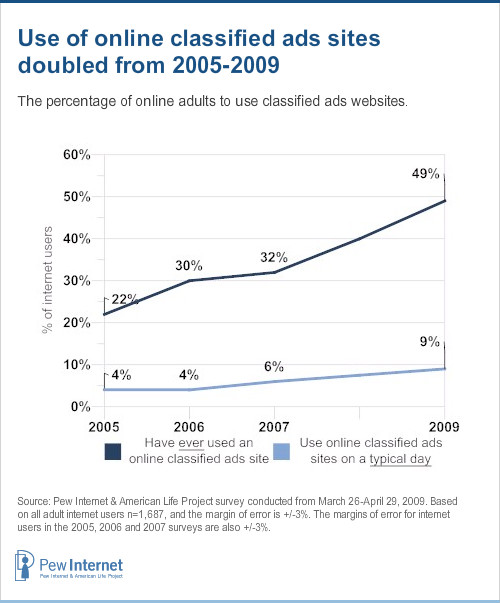 Use of online classified ads sites
doubled from 2005-2009
The percentage of online adults to use classified ads websites.
% of internet users
60%
50%
40%
30%
20%
10%
0%
22%
30%
32%
49%
4%
4%
6%
9%
2005
2006
2007
2009
Have ever used an
online classified ads site
Use online classified ads
sites on a typical day
Source: Pew Internet & American Life Project survey conducted from March 26-April 29, 2009. Based
on all adult internet users n=1,687, and the margin of error is +/-3%. The margins of error for internet
users in the 2005, 2006 and 2007 surveys are also +/-3%.
Pew Internet
Pew Internet & American Life Project